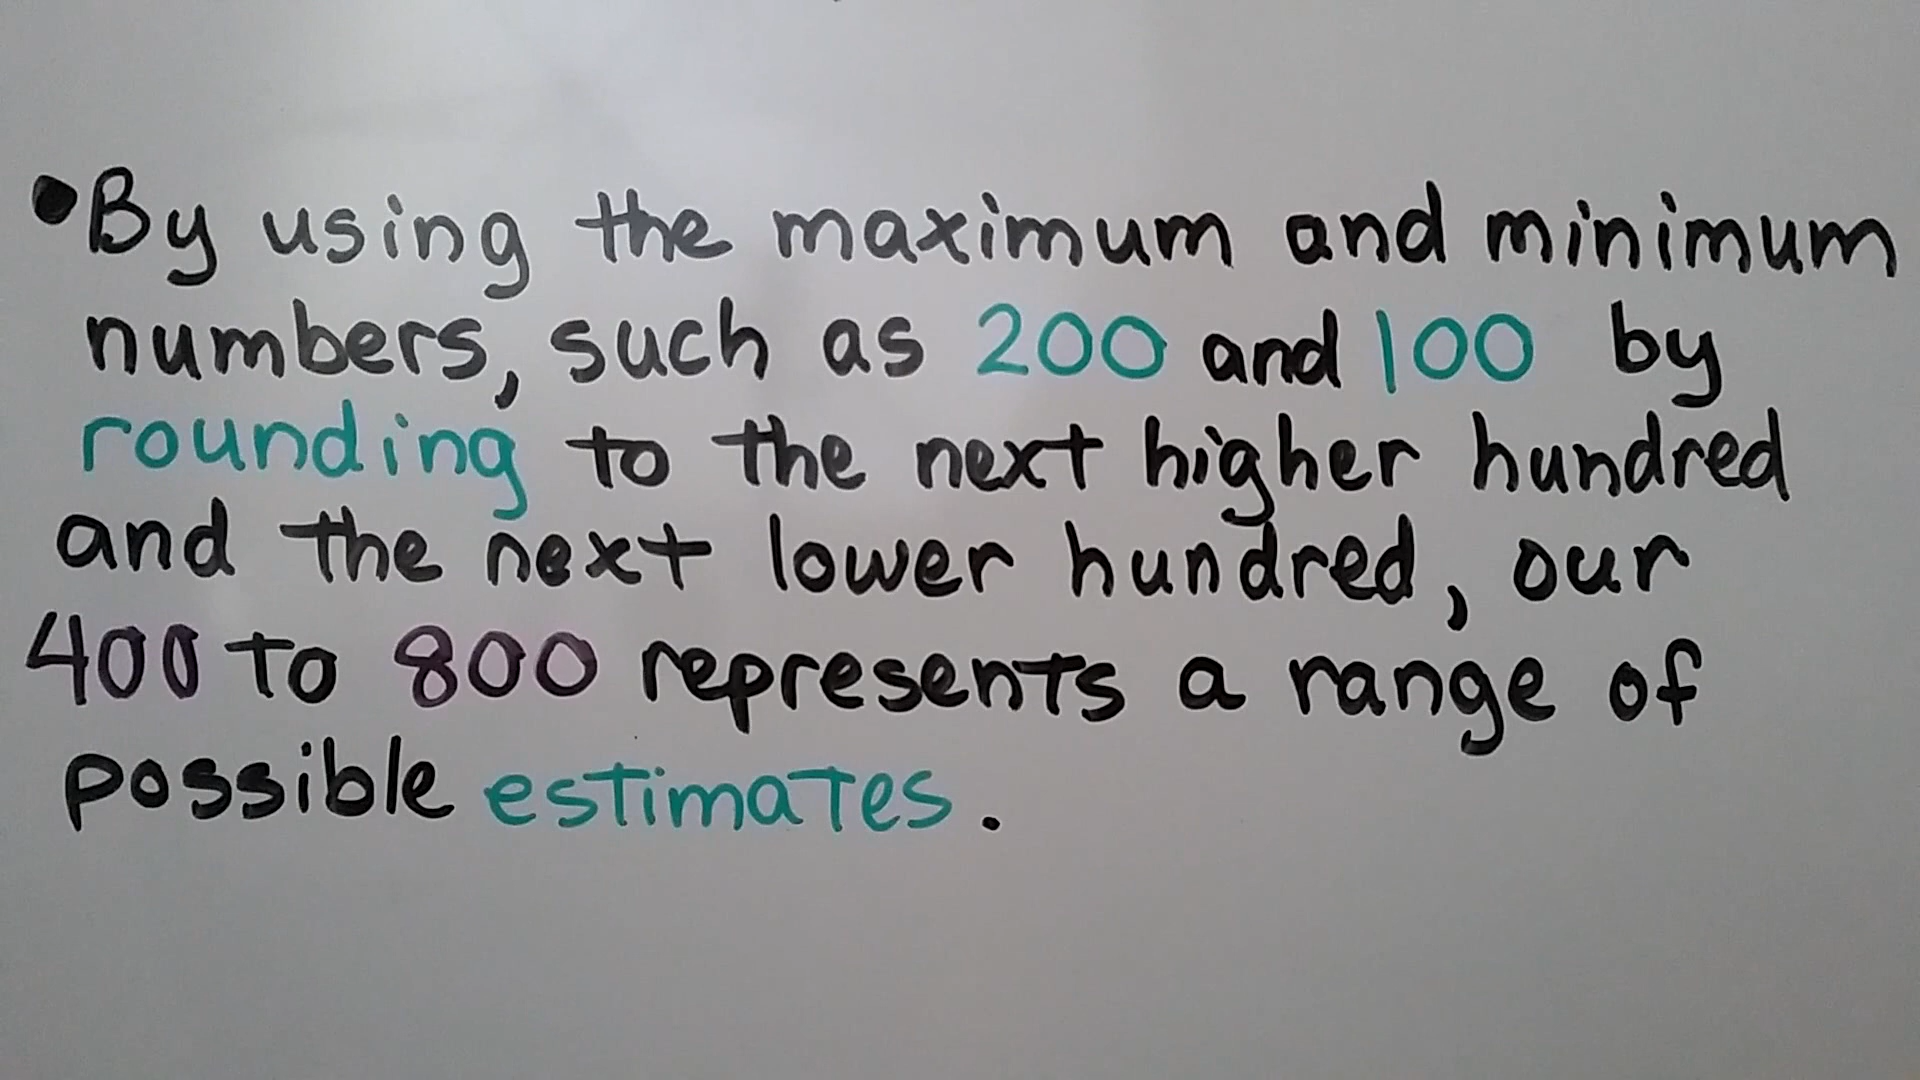 •By using the maximum and minimum
numbers, such as 200 and 100 by
rounding to the next higher hundred
and the next lower hundred, our
400 to 800 represents a range of
possible estimates.